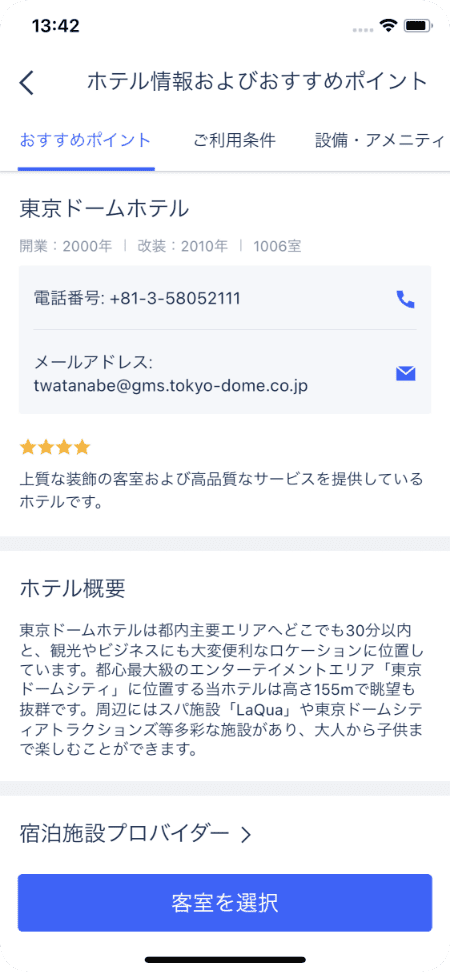 13:42
ホテル情報およびおすすめポイント
おすすめポイント ご利用条件 設備・アメニティ
東京ドームホテル
開業：2000年 | 改装：2010年 | 1006室
電話番号: +81-3-58052111
メールアドレス:
twatanabe@gms.tokyo-dome.co.jp
上質な装飾の客室および高品質なサービスを提供している
ホテルです。
ホテル概要
東京ドームホテルは都内主要エリアへどこでも30分以内
と、観光やビジネスにも大変便利なロケーションに位置し
ています。都心最大級のエンターテイメントエリア「東京
ドームシティ」に位置する当ホテルは高さ155mで眺望も
抜群です。周辺にはスパ施設「LaQua」や東京ドームシテ
ィアトラクションズ等多彩な施設があり、大人から子供ま
で楽しむことができます。
宿泊施設プロバイダー
客室を選択